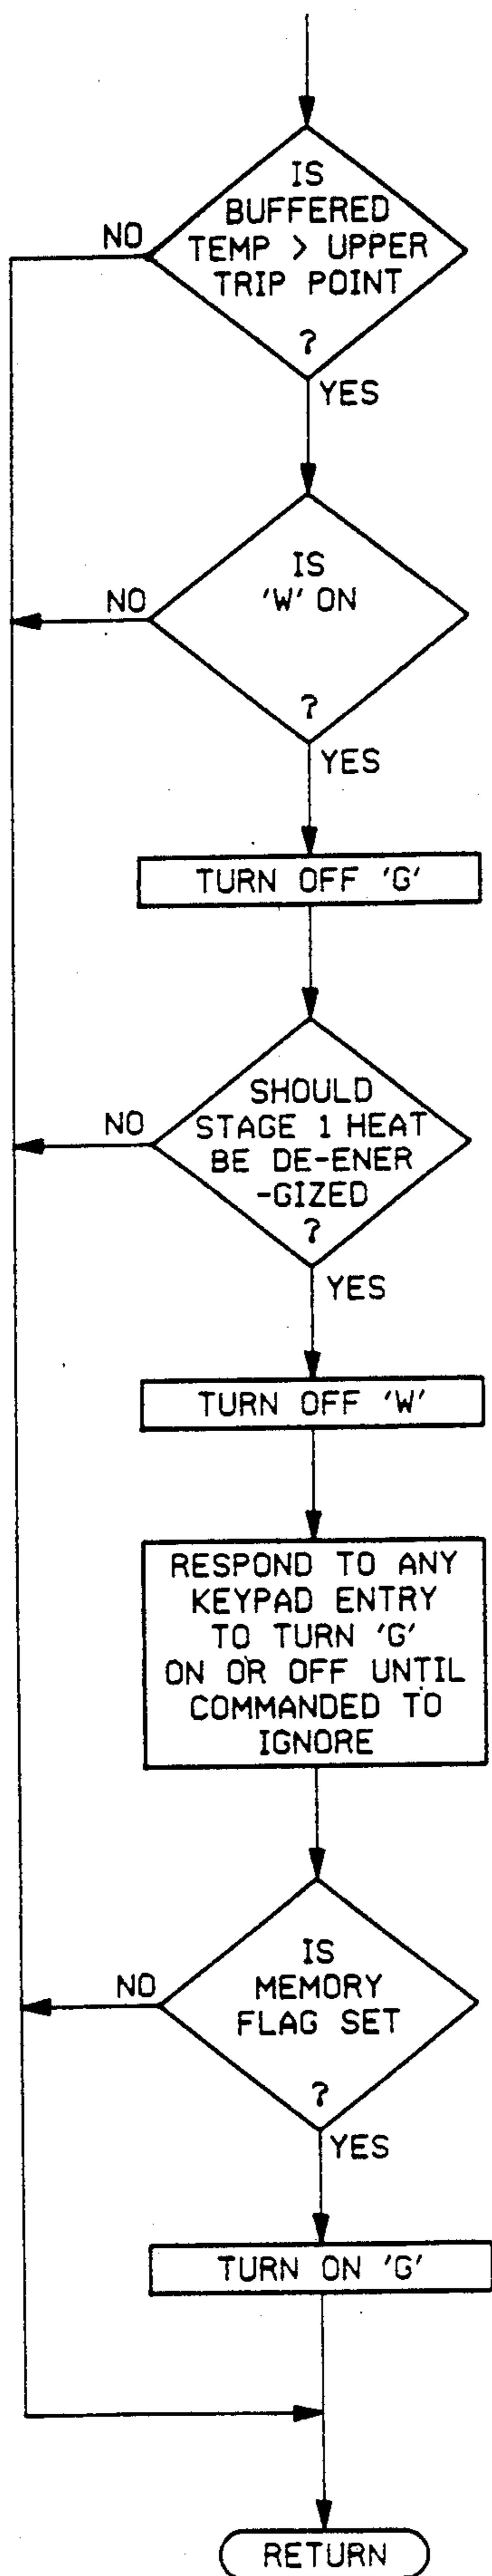 IS
BUFFERED
TEMP > UPPER
TRIP POINT
?
NO
YES
IS
'W' ON
?
NO
YES
TURN OFF 'G'
SHOULD
STAGE 1 HEAT
BE DE-ENER
-GIZED
?
NO
YES
TURN OFF 'W'
RESPOND TO ANY
KEYPAD ENTRY
TO TURN 'G'
ON OR OFF UNTIL
COMMANDED TO
IGNORE
IS
MEMORY
FLAG SET
?
NO
YES
TURN ON 'G'
RETURN